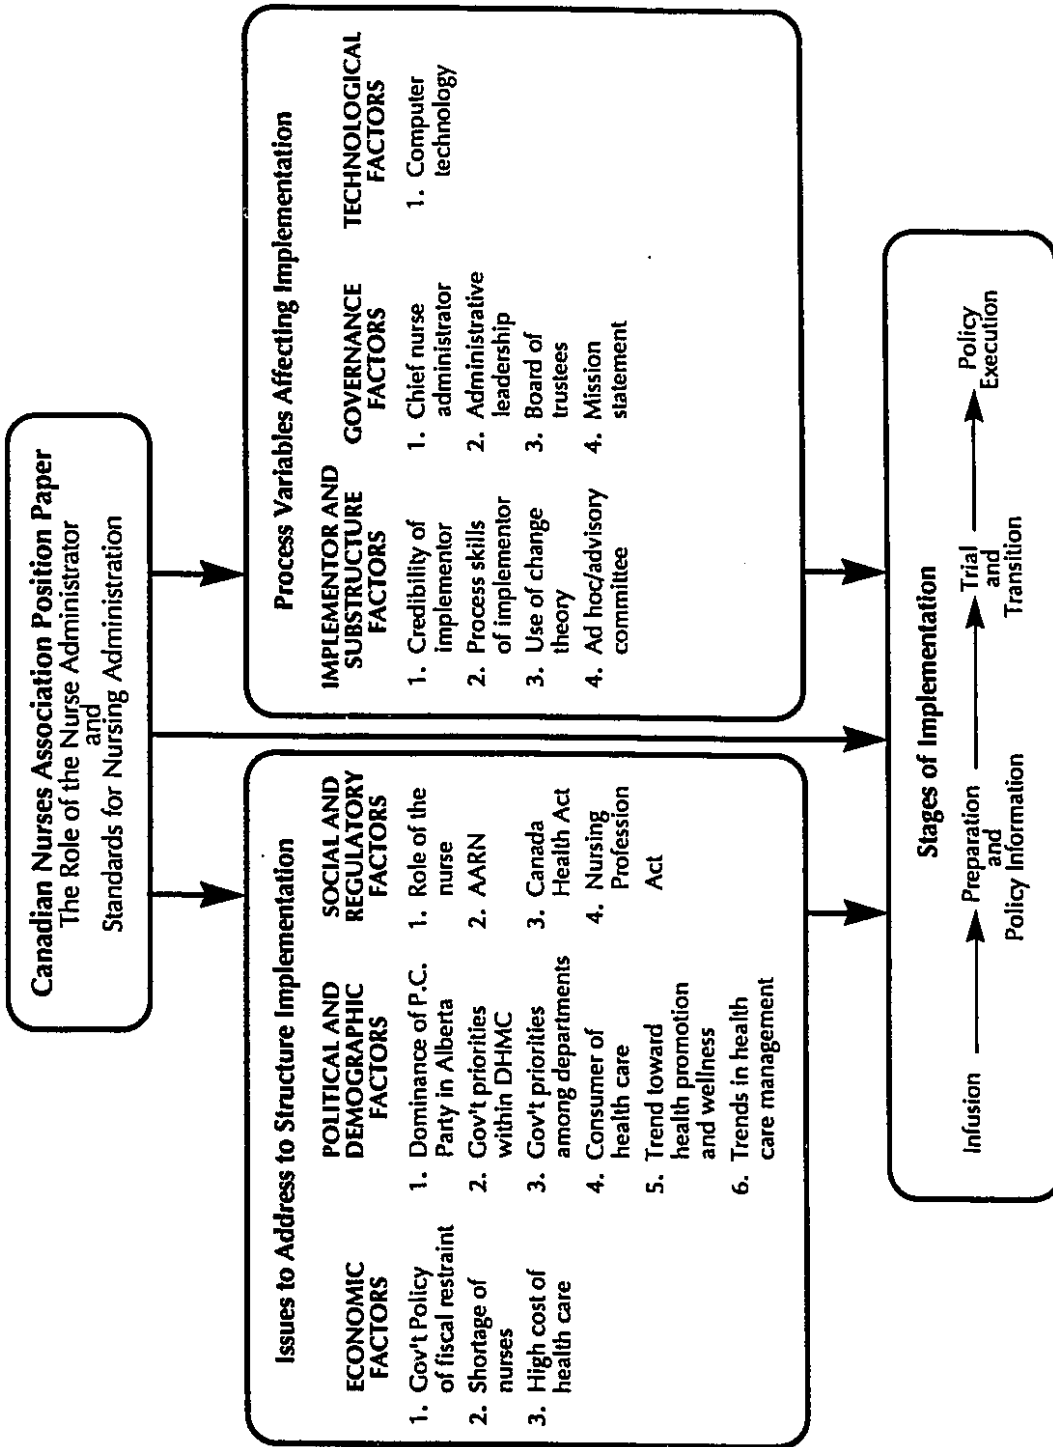 Canadian Nurses Association Position Paper
The Role of the Nurse Administrator
and
Standards for Nursing Administration
Issues to Address to Structure Implementation
ECONOMIC
FACTORS
1. Gov't Policy
of fiscal restraint
2. Shortage of
nurses
3. High cost of
health care
POLITICAL AND
DEMOGRAPHIC
FACTORS
1. Dominance of P.C.
Party in Alberta
2. Gov't priorities
within DHMC
3. Gov't priorities
among departments
4. Consumer of
health care
5. Trend toward
health promotion
and wellness
6. Trends in health
care management
SOCIAL AND
REGULATORY
FACTORS
1. Role of the
nurse
2. AARN
3. Canada
Health Act
4. Nursing
Profession
Act
Process Variables Affecting Implementation
IMPLEMENTOR AND
SUBSTRUCTURE
FACTORS
1. Credibility of
implementor
2. Process skills
of implementor
3. Use of change
theory
4. Ad hoc/advisory
committee
GOVERNANCE
FACTORS
1. Chief nurse
administrator
2. Administrative
leadership
3. Board of
trustees
4. Mission
statement
TECHNOLOGICAL
FACTORS
1. Computer
technology
Stages of Implementation
Infusion
Preparation
and
Policy Information
Trial
and
Transition
Policy
Execution